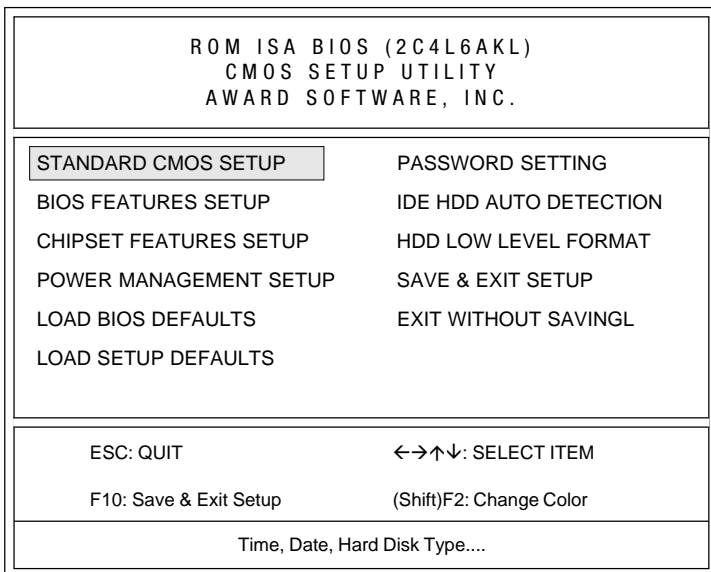 ROM ISA BIOS (2C4L6AKL)
CMOS SETUP UTILITY
AWARD SOFTWARE, INC.
STANDARD CMOS SETUP
BIOS FEATURES SETUP
CHIPSET FEATURES SETUP
POWER MANAGEMENT SETUP
LOAD BIOS DEFAULTS
LOAD SETUP DEFAULTS
PASSWORD SETTING
IDE HDD AUTO DETECTION
HDD LOW LEVEL FORMAT
SAVE & EXIT SETUP
EXIT WITHOUT SAVINGL
ESC: QUIT
←→↑↓: SELECT ITEM
F10: Save & Exit Setup
(Shift)F2: Change Color
Time, Date, Hard Disk Type....